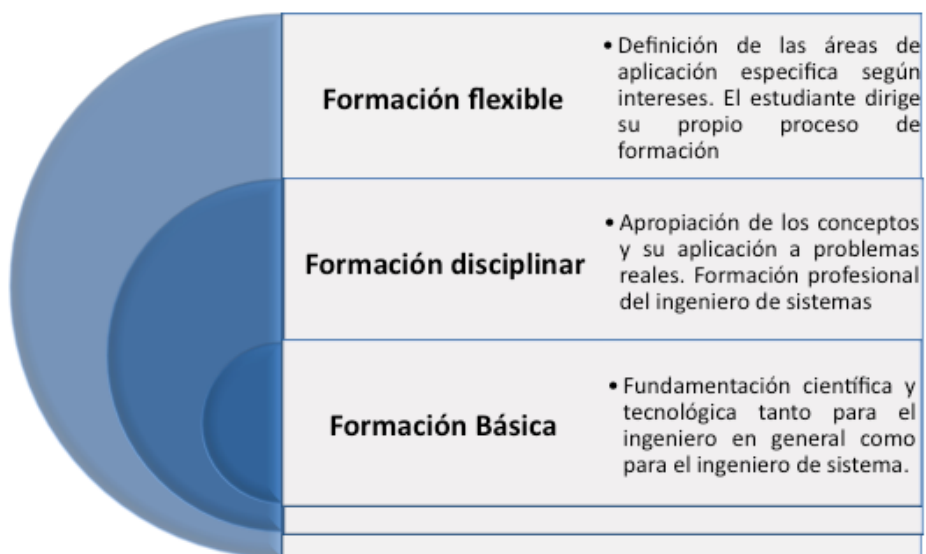 Formación flexible
• Definición de las áreas de
aplicación especifica según
intereses. El estudiante dirige
su propio proceso de
formación
Formación disciplinar
• Apropiación de los conceptos
y su aplicación a problemas
reales. Formación profesional
del ingeniero de sistemas
Formación Básica
• Fundamentación científica y
tecnológica tanto para el
ingeniero en general como
para el ingeniero de sistema.